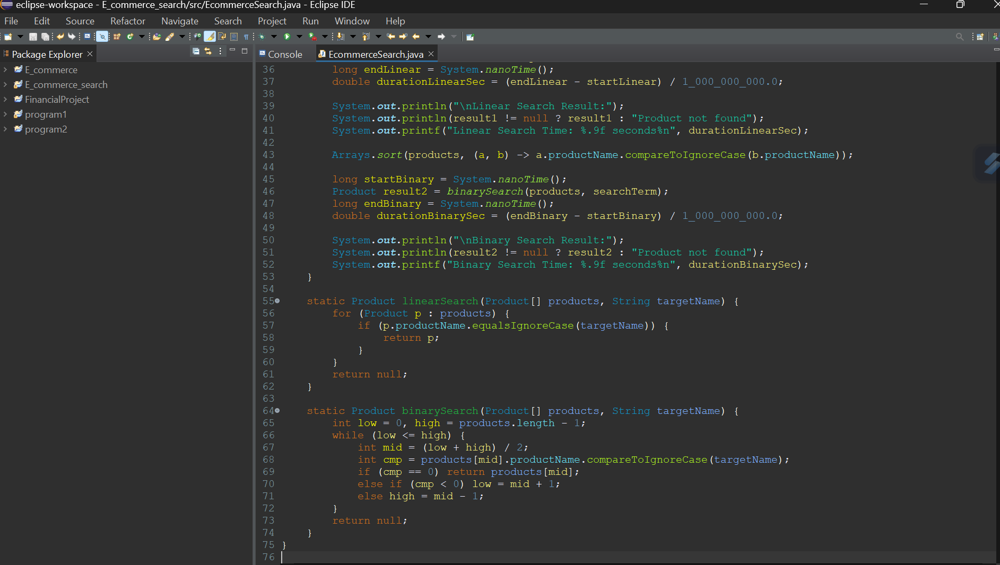 eclipse-workspace - E_commerce_search/src/EcommerceSearch.java - Eclipse IDE
File Edit Source Refactor Navigate Search Project Run Window Help
Package Explorer
E_commerce
E_commerce_search
FinancialProject
program1
program2
Console EcommerceSearch.java
36         long endLinear = System.nanoTime();
37         double durationLinearSec = (endLinear - startLinear) / 1_000_000_000.0;
38
39         System.out.println("\nLinear Search Result:");
40         System.out.println(result1 != null ? result1 : "Product not found");
41         System.out.printf("Linear Search Time: %.9f seconds%n", durationLinearSec);
42
43         Arrays.sort(products, (a, b) -> a.productName.compareToIgnoreCase(b.productName));
44
45         long startBinary = System.nanoTime();
46         Product result2 = binarySearch(products, searchTerm);
47         long endBinary = System.nanoTime();
48         double durationBinarySec = (endBinary - startBinary) / 1_000_000_000.0;
49
50         System.out.println("\nBinary Search Result:");
51         System.out.println(result2 != null ? result2 : "Product not found");
52         System.out.printf("Binary Search Time: %.9f seconds%n", durationBinarySec);
53     }
54
55     static Product linearSearch(Product[] products, String targetName) {
56         for (Product p : products) {
57             if (p.productName.equalsIgnoreCase(targetName)) {
58                 return p;
59             }
60         }
61         return null;
62     }
63
64     static Product binarySearch(Product[] products, String targetName) {
65         int low = 0, high = products.length - 1;
66         while (low <= high) {
67             int mid = (low + high) / 2;
68             int cmp = products[mid].productName.compareToIgnoreCase(targetName);
69             if (cmp == 0) return products[mid];
70             else if (cmp < 0) low = mid + 1;
71             else high = mid - 1;
72         }
73         return null;
74     }
75 }
76